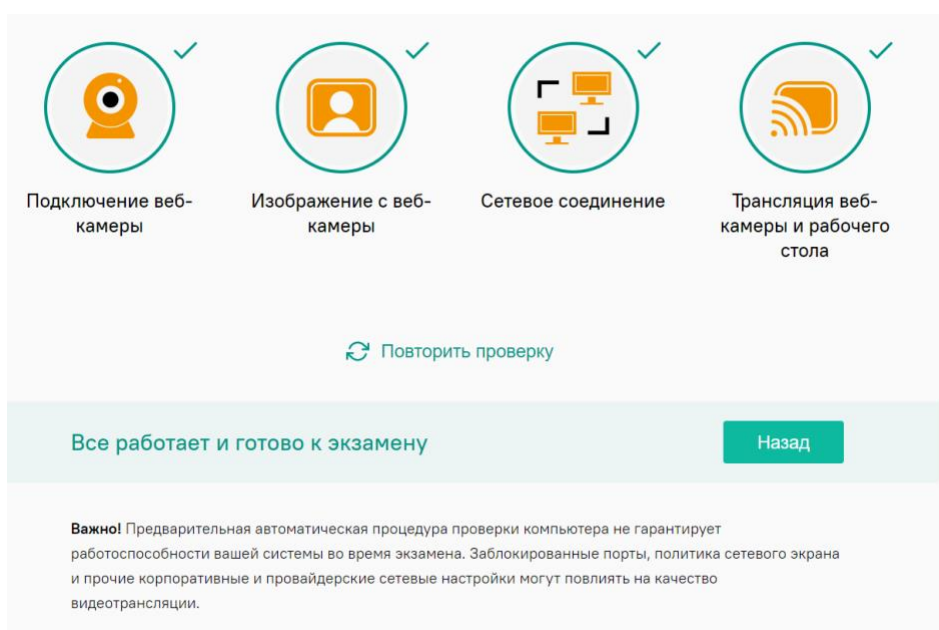 Подключение веб-
камеры
Изображение с веб-
камеры
Сетевое соединение
Трансляция веб-
камеры и рабочего
стола
Повторить проверку
Все работает и готово к экзамену
Назад
Важно! Предварительная автоматическая процедура проверки компьютера не гарантирует
работоспособности вашей системы во время экзамена. Заблокированные порты, политика сетевого экрана
и прочие корпоративные и провайдерские сетевые настройки могут повлиять на качество
видеотрансляции.